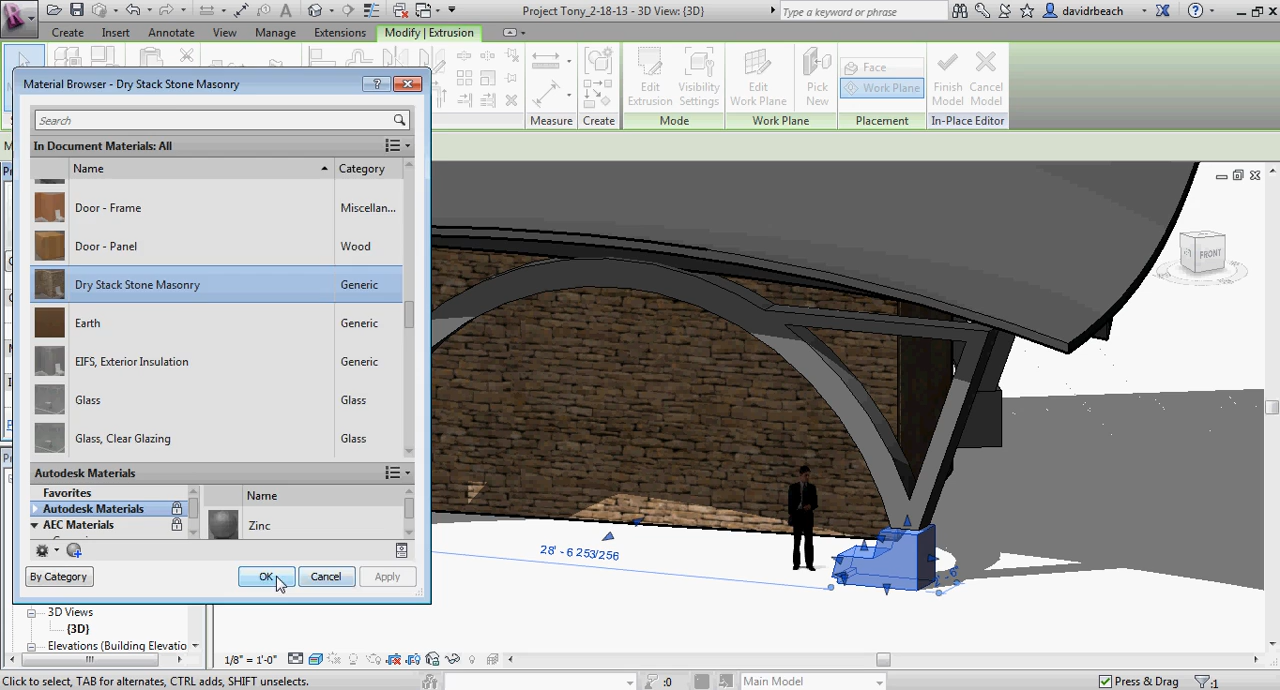 Project Tony_2-18-13 - 3D View: {3D}
Type a keyword or phrase
davidrbeach
Create Insert Annotate View Manage Extensions Modify | Extrusion
Edit Extrusion
Visibility Settings
Edit Work Plane
Pick New
Face
Work Plane
Finish Model
Cancel Model
Measure Create Mode Work Plane Placement In-Place Editor
Material Browser - Dry Stack Stone Masonry
Search
In Document Materials: All
Name Category
Door - Frame Miscellan...
Door - Panel Wood
Dry Stack Stone Masonry Generic
Earth Generic
EIFS, Exterior Insulation Generic
Glass Glass
Glass, Clear Glazing Glass
Autodesk Materials
Favorites
Autodesk Materials
AEC Materials
Name
Zinc
By Category OK Cancel Apply
FRONT
28' - 6 253/256
3D Views
{3D}
Elevations (Building Elevatio
1/8" = 1'-0"
Click to select, TAB for alternates, CTRL adds, SHIFT unselects.
:0
Main Model
Press & Drag
:1